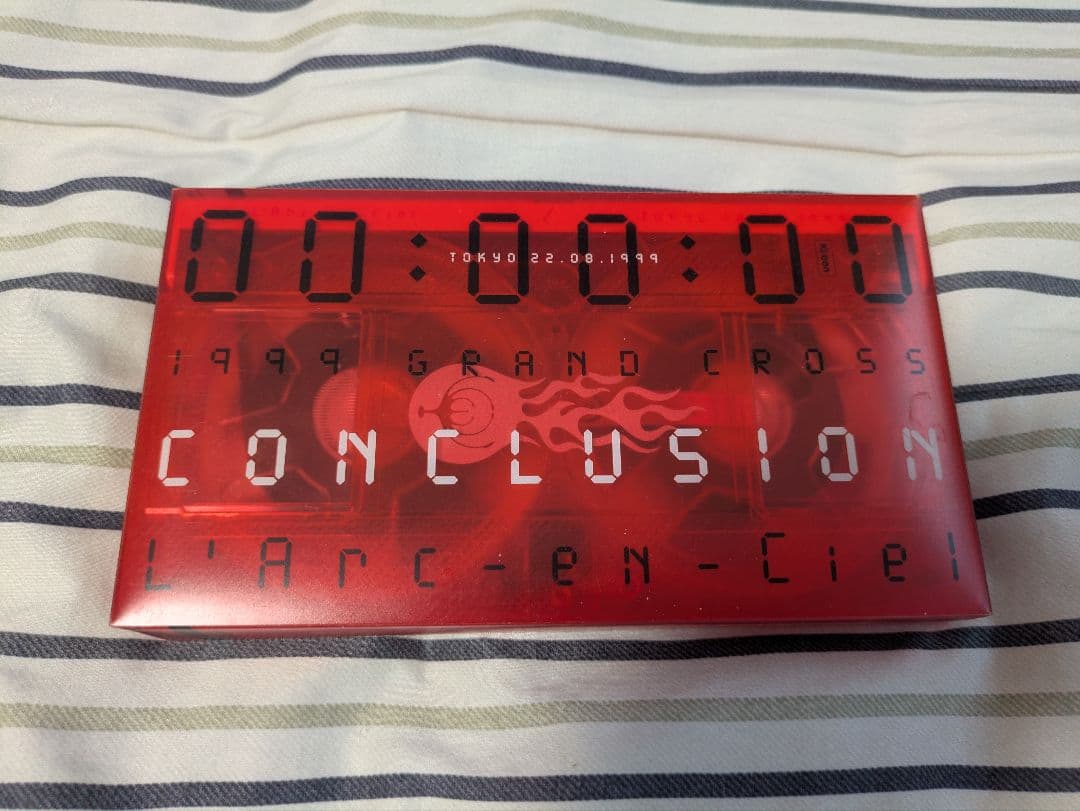 00:00:00
TOKYO 22.08.1999
1999 GRAND CROSS
CONCLUSION
L'Arc-en-Ciel